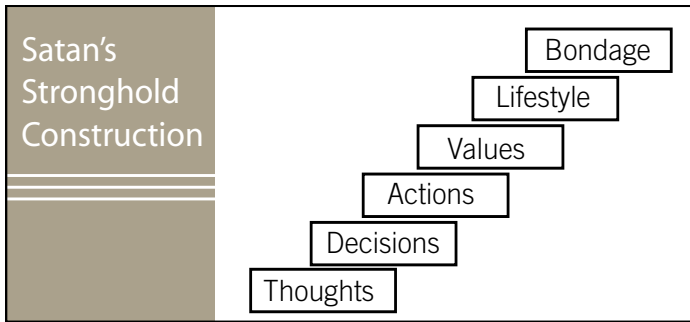 Satan’s
Stronghold
Construction
Bondage
Lifestyle
Values
Actions
Decisions
Thoughts